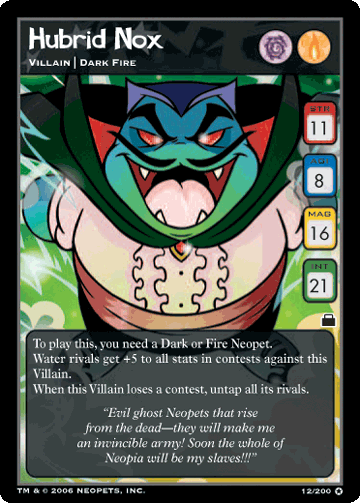 Hubrid Nox
VILLAIN | DARK FIRE
STR
11
AGI
8
MAG
16
INT
21
To play this, you need a Dark or Fire Neopet.
Water rivals get +5 to all stats in contests against this
Villain.
When this Villain loses a contest, untap all its rivals.
“Evil ghost Neopets that rise
from the dead—they will make me
an invincible army! Soon the whole of
Neopia will be my slaves!!!”
TM & © 2006 NEOPETS, INC.
12/200